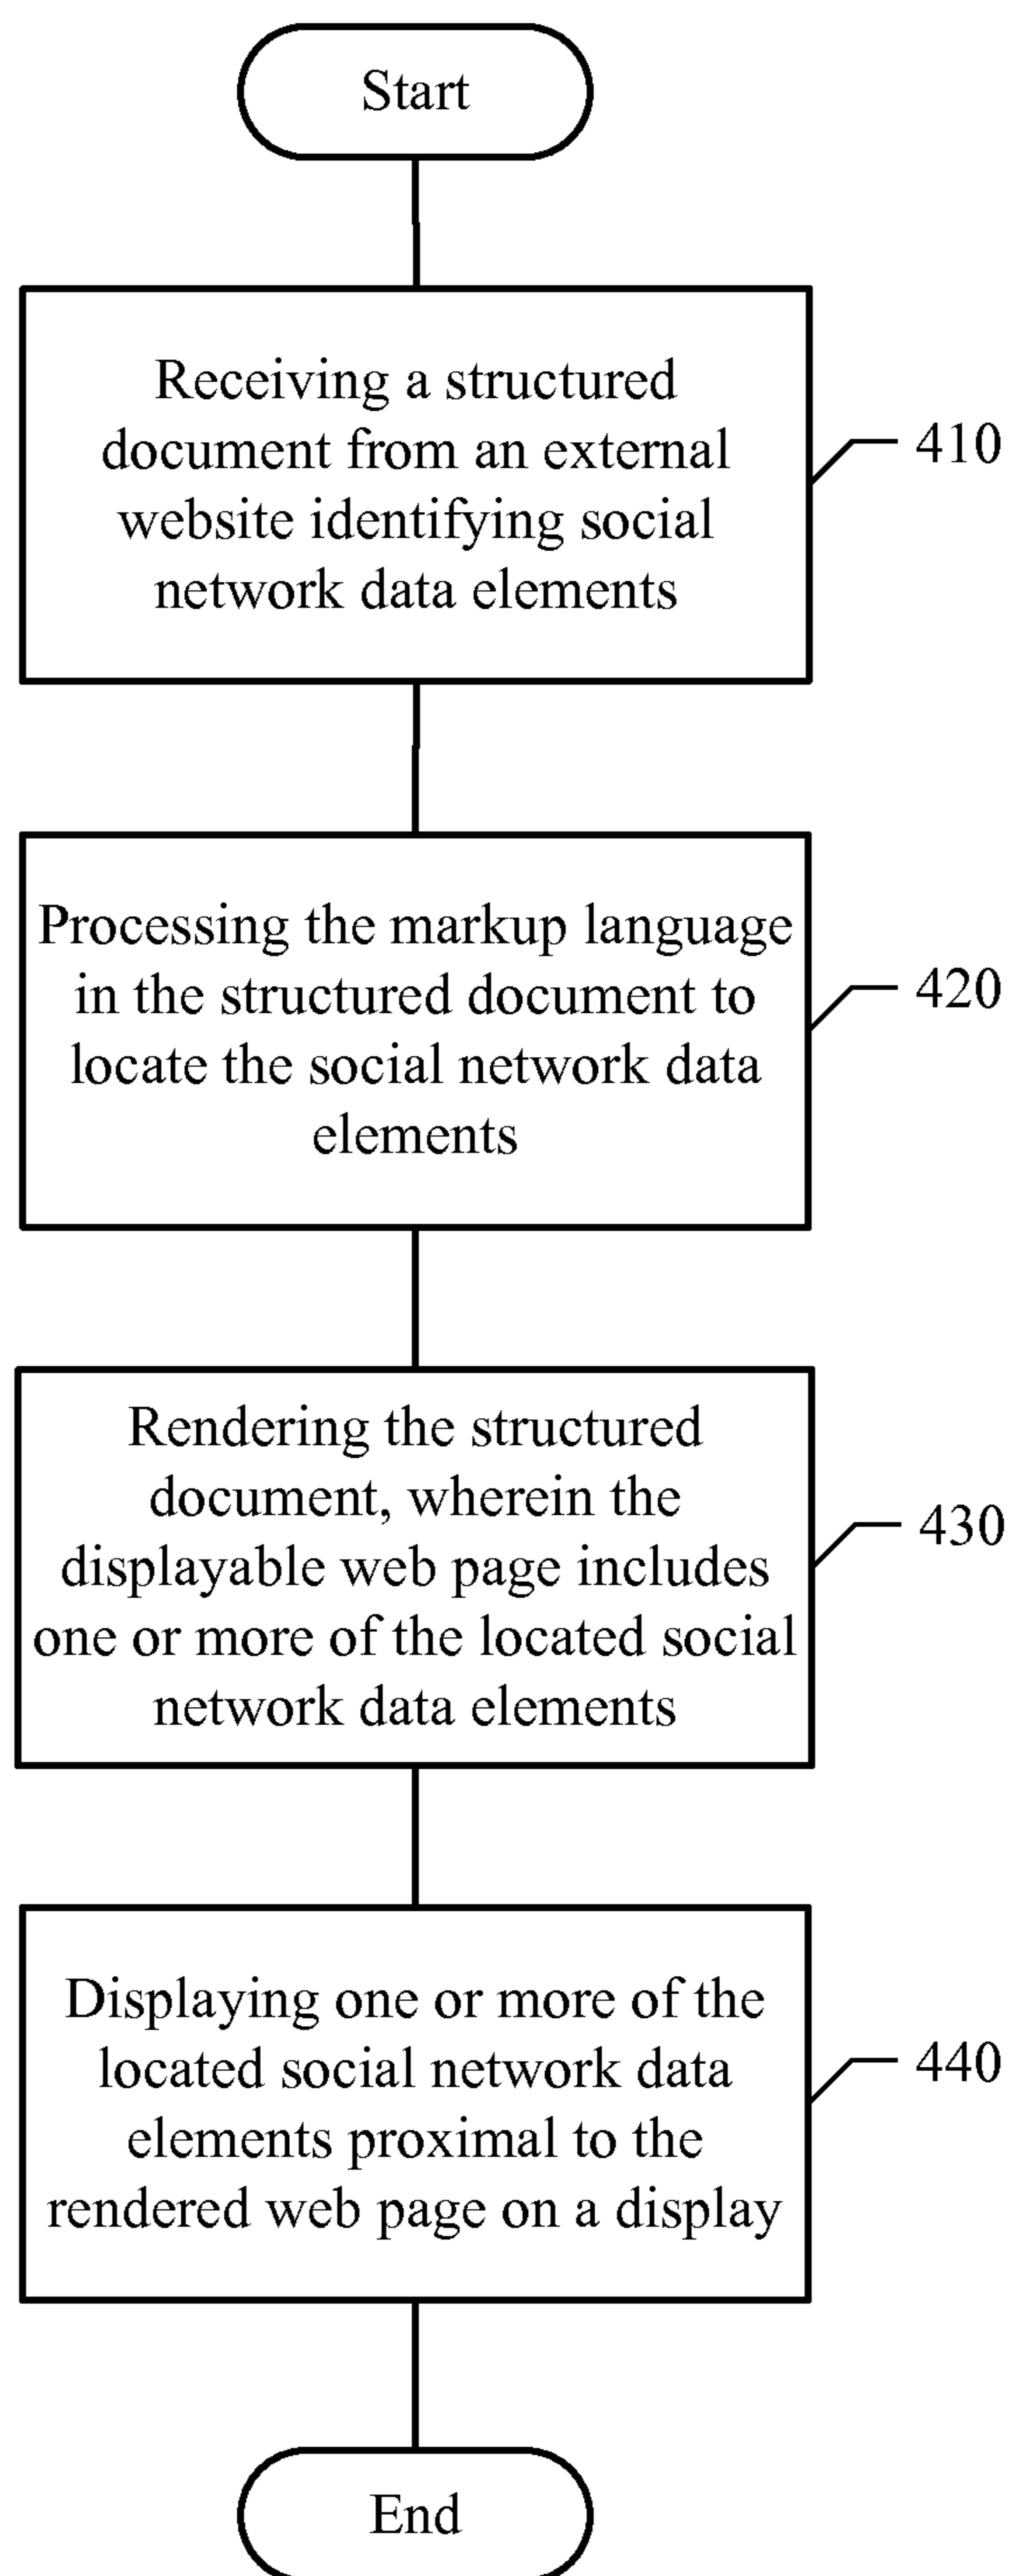 Start
Receiving a structured
document from an external
website identifying social
network data elements
410
Processing the markup language
in the structured document to
locate the social network data
elements
420
Rendering the structured
document, wherein the
displayable web page includes
one or more of the located social
network data elements
430
Displaying one or more of the
located social network data
elements proximal to the
rendered web page on a display
440
End